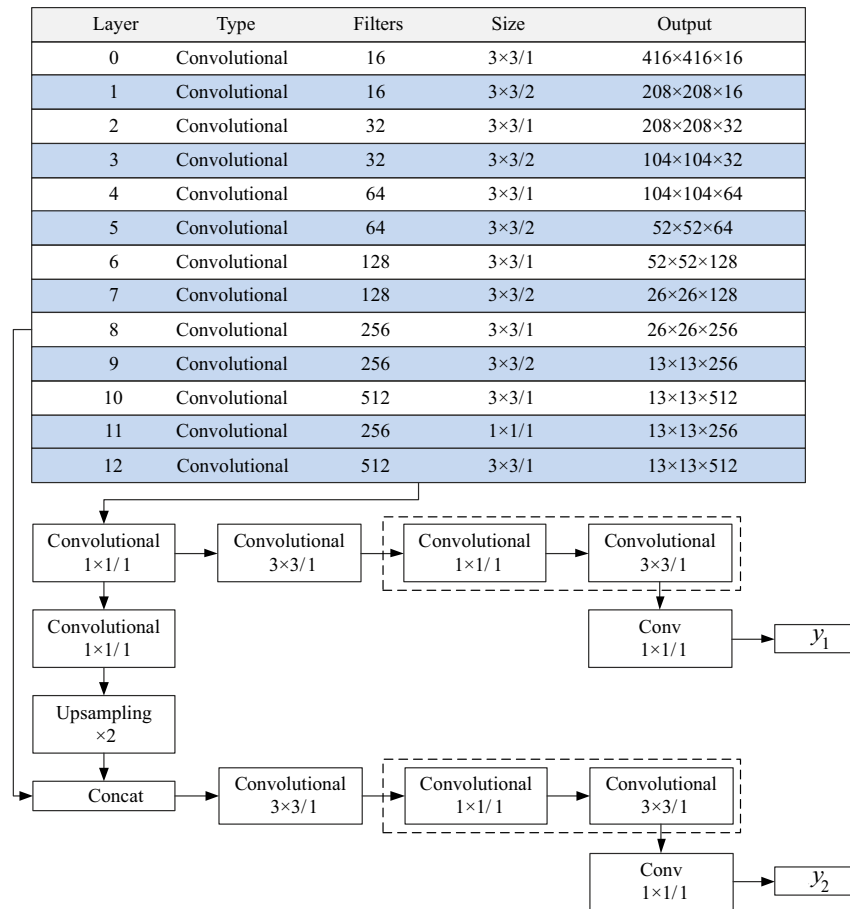 Layer Type Filters Size Output
0 Convolutional 16 3×3/1 416×416×16
1 Convolutional 16 3×3/2 208×208×16
2 Convolutional 32 3×3/1 208×208×32
3 Convolutional 32 3×3/2 104×104×32
4 Convolutional 64 3×3/1 104×104×64
5 Convolutional 64 3×3/2 52×52×64
6 Convolutional 128 3×3/1 52×52×128
7 Convolutional 128 3×3/2 26×26×128
8 Convolutional 256 3×3/1 26×26×256
9 Convolutional 256 3×3/2 13×13×256
10 Convolutional 512 3×3/1 13×13×512
11 Convolutional 256 1×1/1 13×13×256
12 Convolutional 512 3×3/1 13×13×512
Convolutional
1×1/1
Convolutional
3×3/1
Convolutional
1×1/1
Convolutional
3×3/1
Convolutional
1×1/1
Conv
1×1/1
y₁
Upsampling
×2
Concat
Convolutional
3×3/1
Convolutional
1×1/1
Convolutional
3×3/1
Conv
1×1/1
y₂